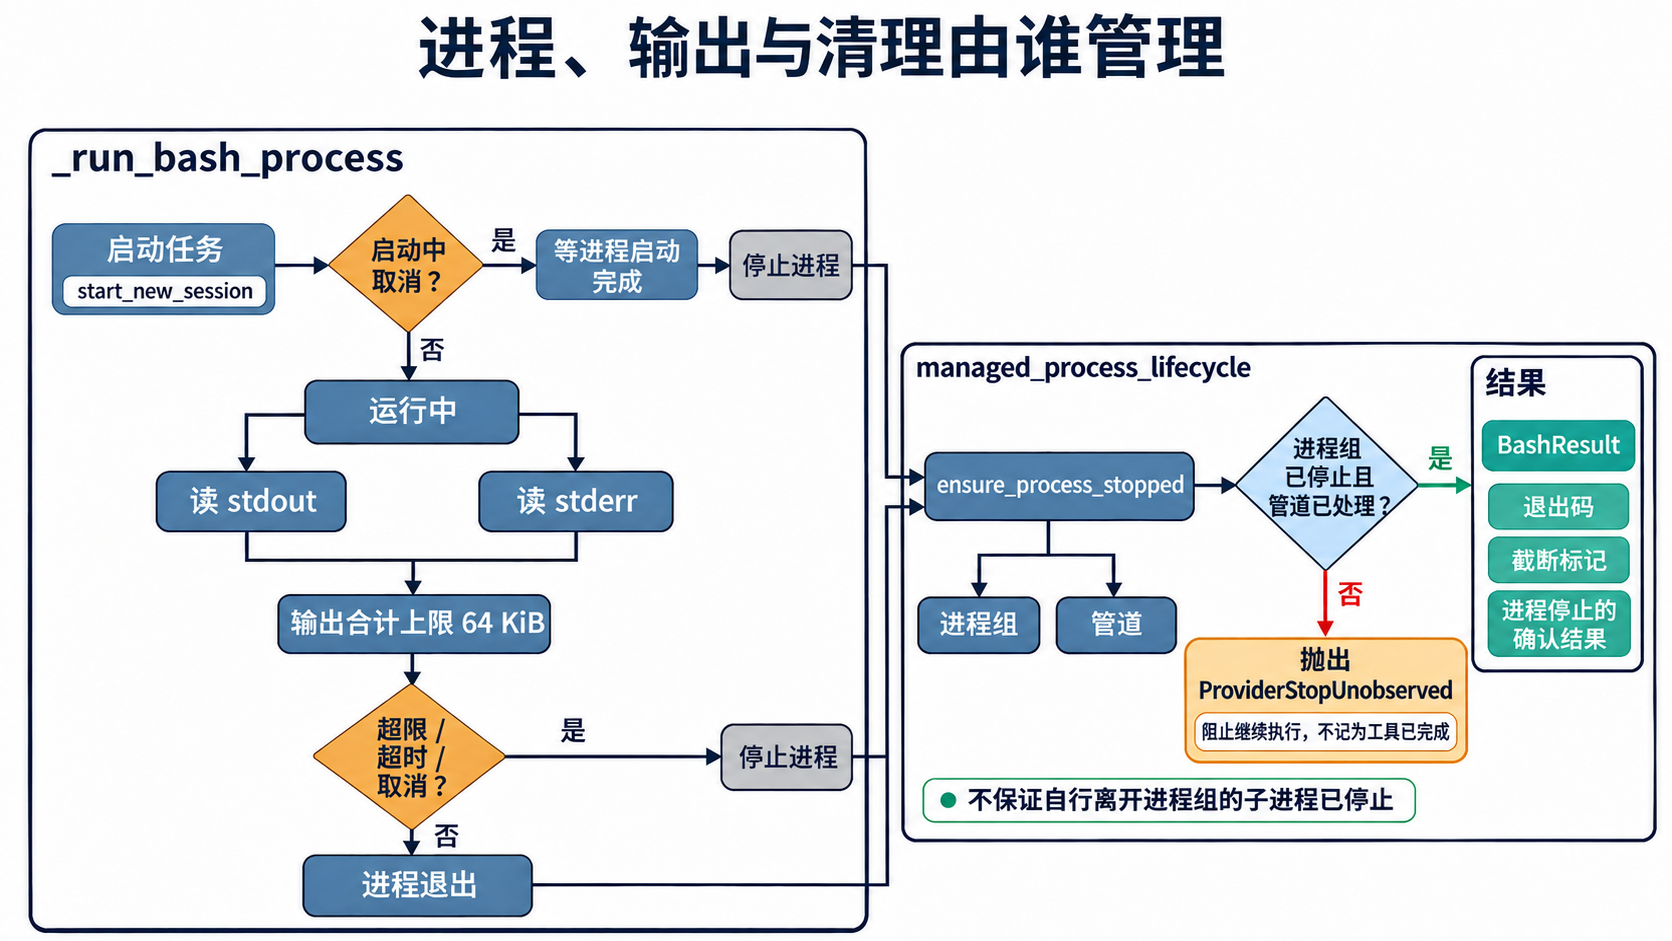 进程、输出与清理由谁管理
_run_bash_process
启动任务
start_new_session
启动中
取消？
是
等进程启动
完成
停止进程
否
运行中
读 stdout
读 stderr
输出合计上限 64 KiB
超限 /
超时 /
取消？
是
停止进程
否
进程退出
managed_process_lifecycle
ensure_process_stopped
进程组
管道
进程组
已停止且
管道已处理？
是
否
抛出
ProviderStopUnobserved
阻止继续执行，不记为工具已完成
不保证自行离开进程组的子进程已停止
结果
BashResult
退出码
截断标记
进程停止的
确认结果